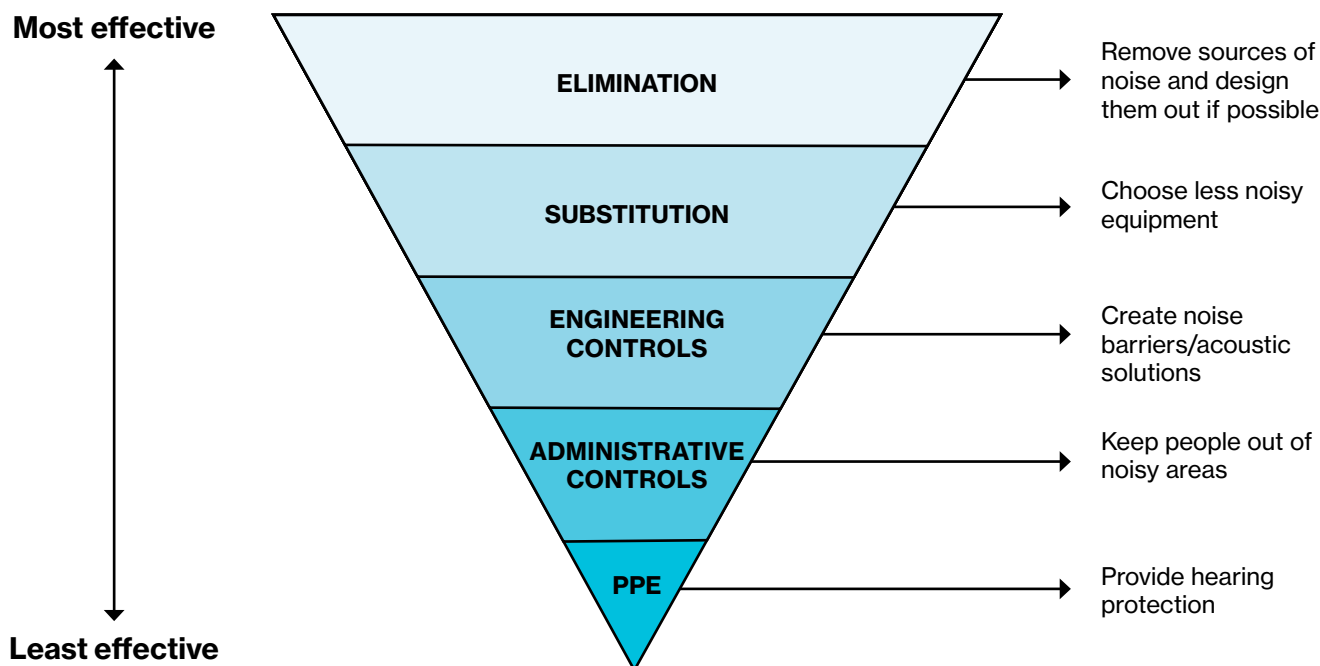 Most effective
ELIMINATION
Remove sources of
noise and design
them out if possible
SUBSTITUTION
Choose less noisy
equipment
ENGINEERING
CONTROLS
Create noise
barriers/acoustic
solutions
ADMINISTRATIVE
CONTROLS
Keep people out of
noisy areas
PPE
Provide hearing
protection
Least effective